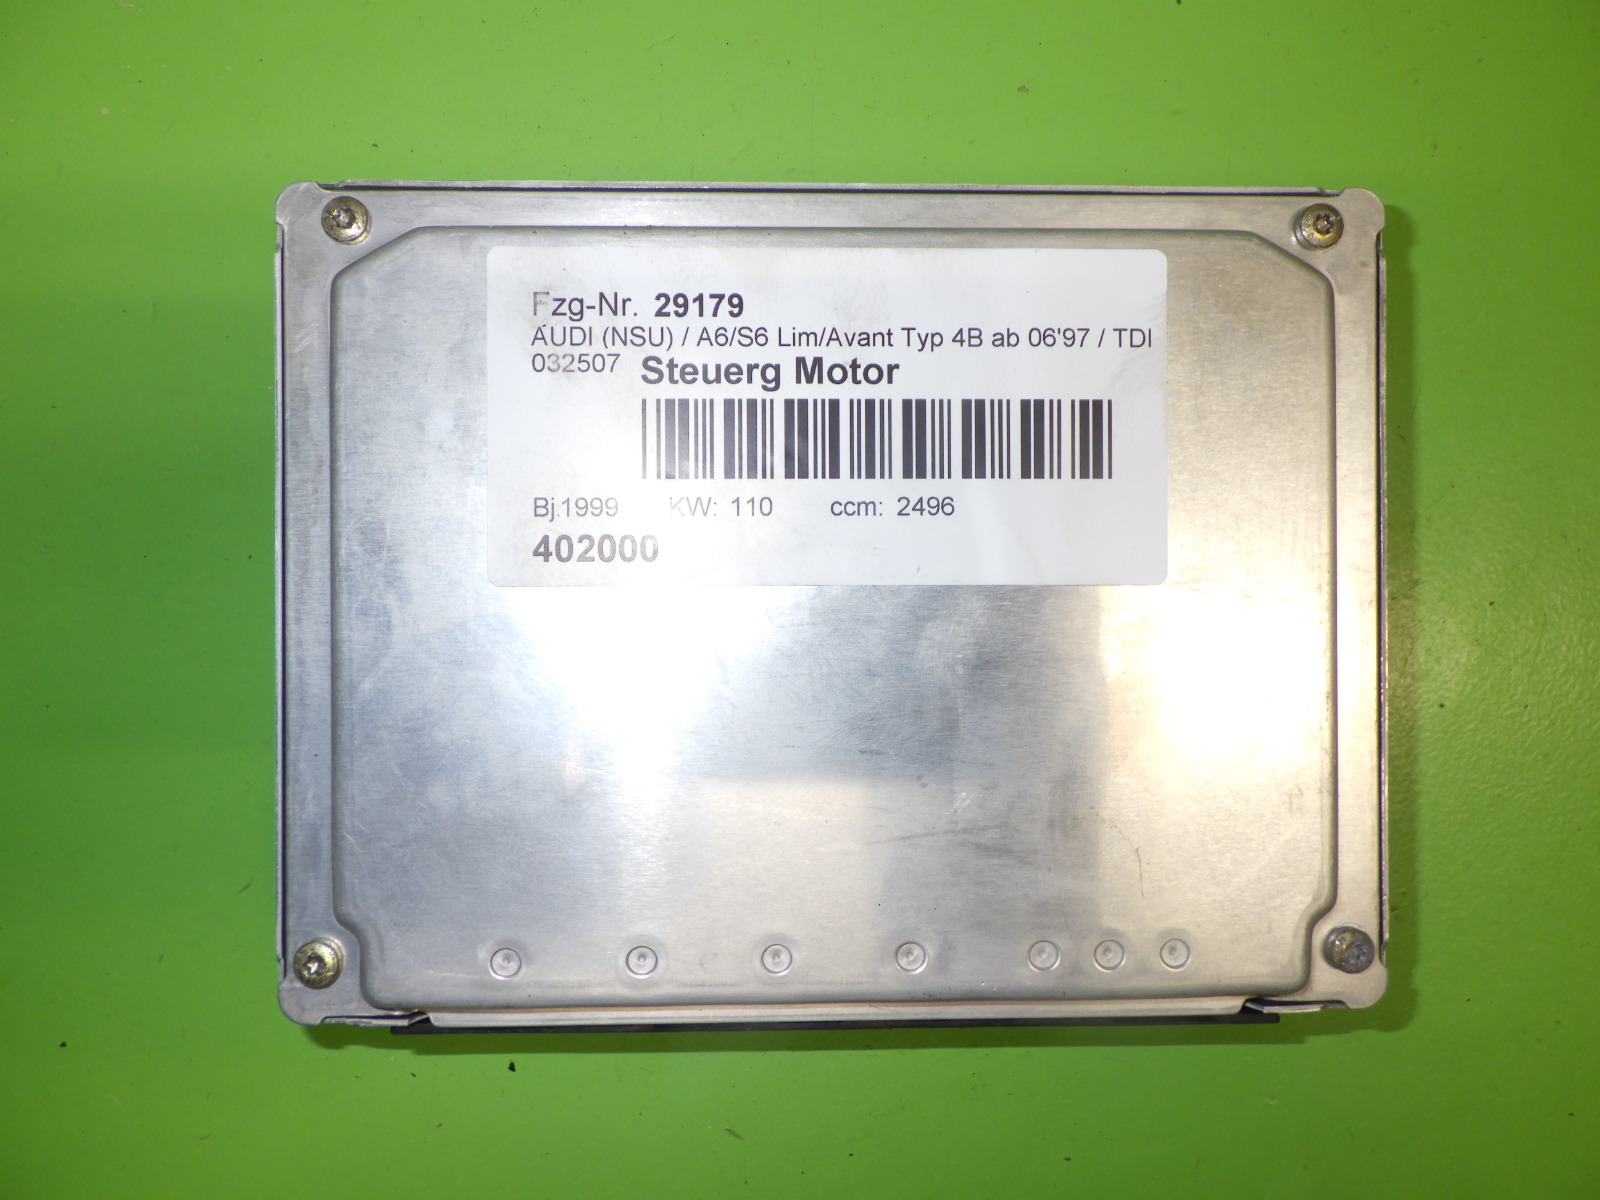 Fzg-Nr. 29179
AUDI (NSU) / A6/S6 Lim/Avant Typ 4B ab 06'97 / TDI
032507 Steuerg Motor
Bj.1999 KW: 110 ccm: 2496
402000